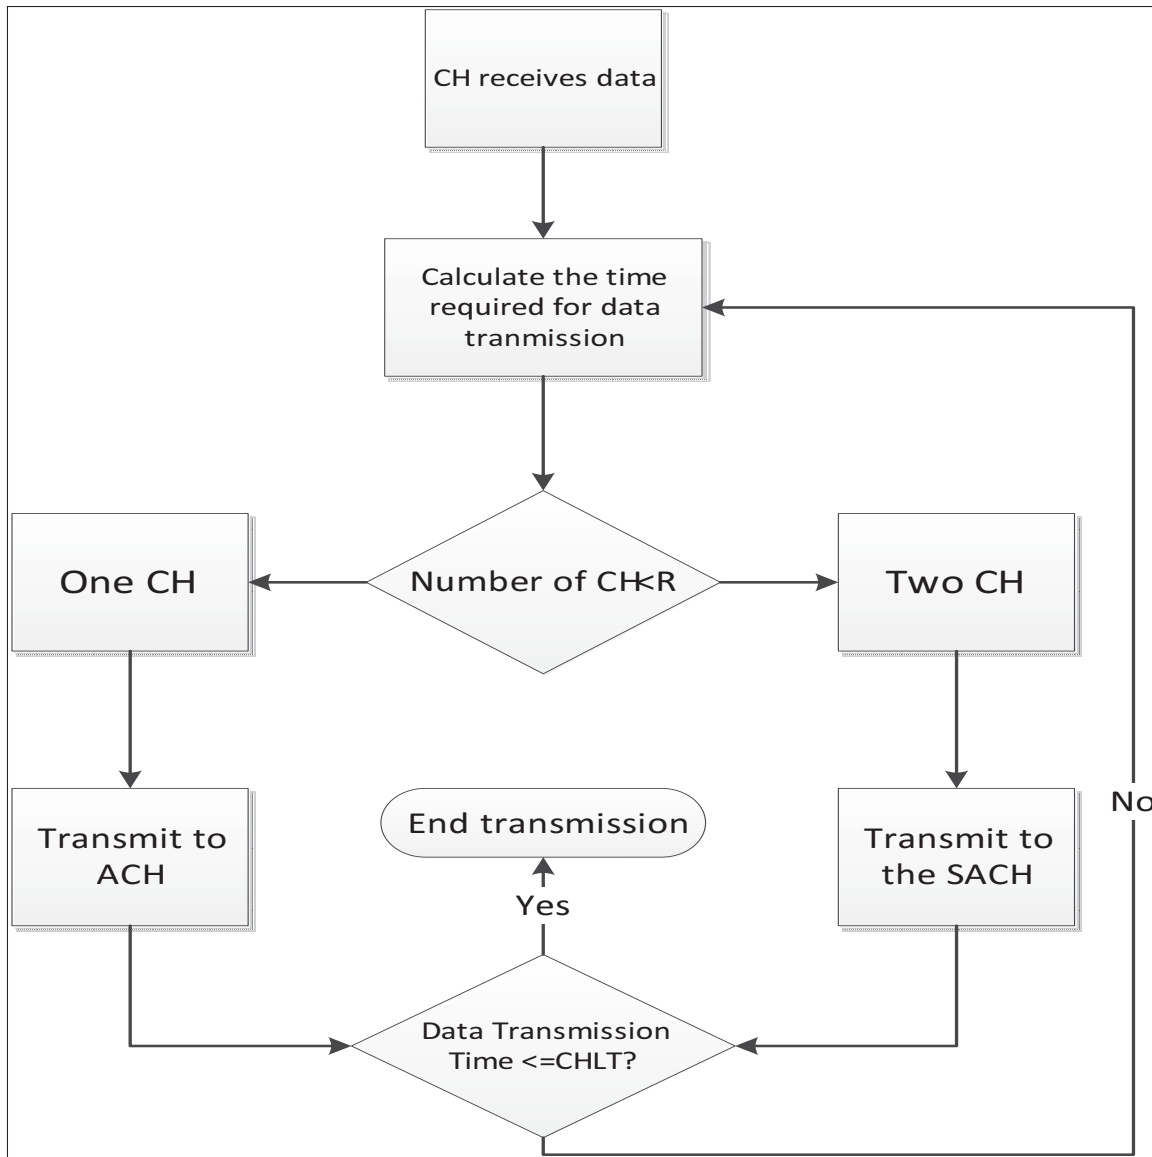 CH receives data
Calculate the time
required for data
tranmission
One CH
Number of CH<R
Two CH
Transmit to
ACH
End transmission
Transmit to
the SACH
No
Yes
Data Transmission
Time <=CHLT?